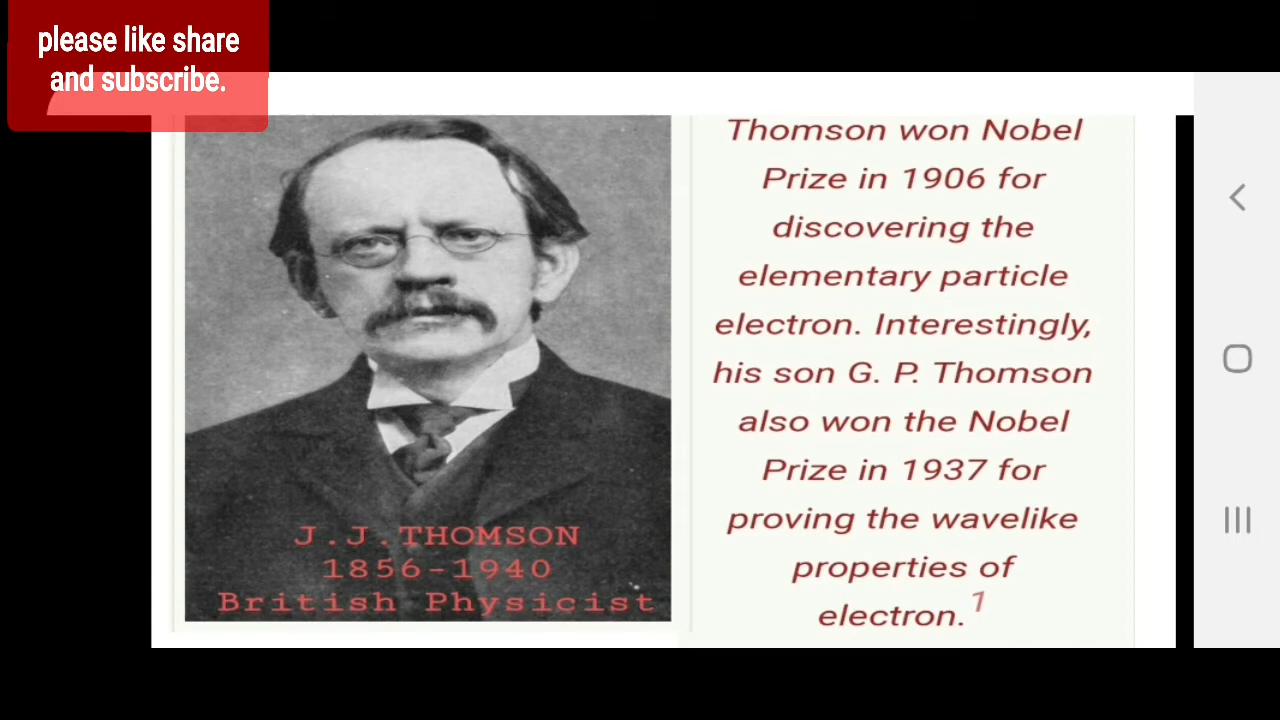 please like share
and subscribe.
J.J.THOMSON
1856-1940
British Physicist
Thomson won Nobel
Prize in 1906 for
discovering the
elementary particle
electron. Interestingly,
his son G. P. Thomson
also won the Nobel
Prize in 1937 for
proving the wavelike
properties of
electron.1